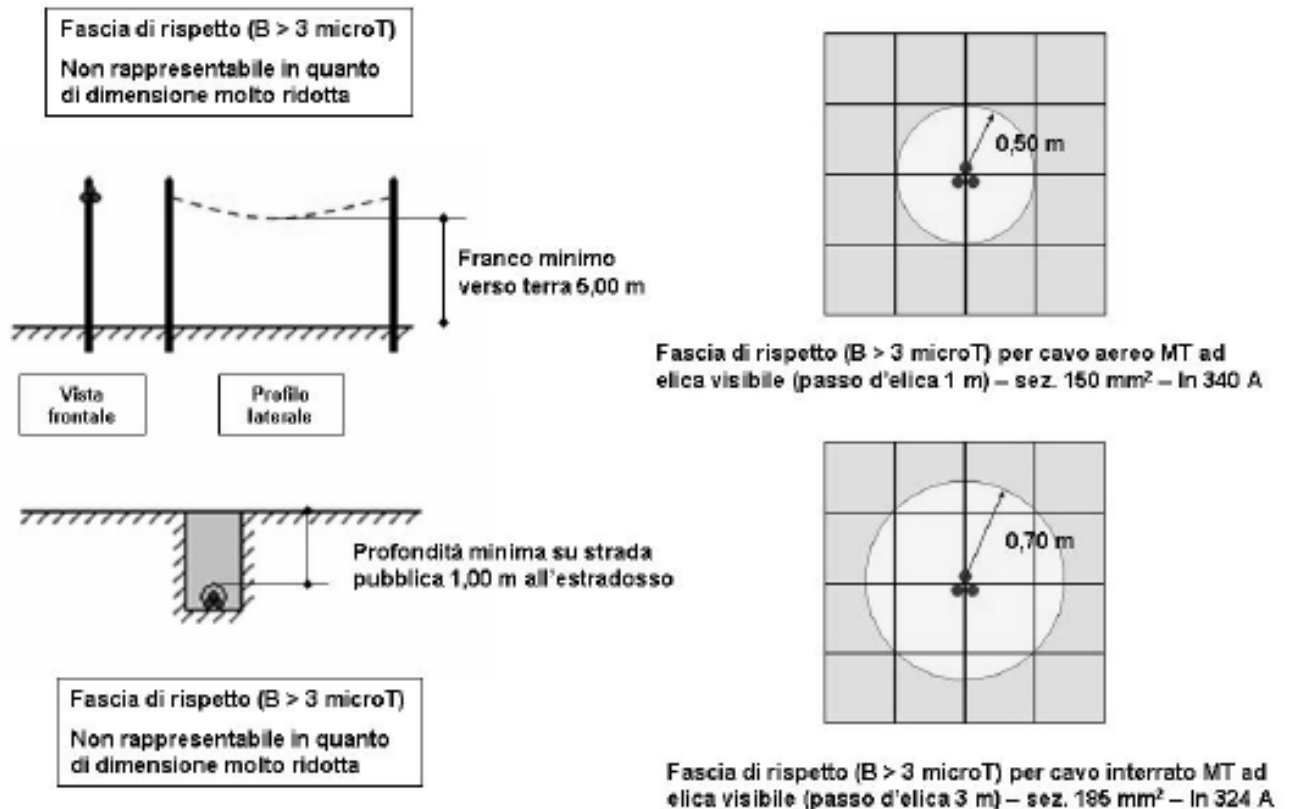 Fascia di rispetto (B > 3 microT)
Non rappresentabile in quanto
di dimensione molto ridotta
0,50 m
Franco minimo
verso terra 5,00 m
Fascia di rispetto (B > 3 microT) per cavo aereo MT ad
elica visibile (passo d'elica 1 m) – sez. 150 mm² – In 340 A
Vista
frontale
Profilo
laterale
0,70 m
Profondità minima su strada
pubblica 1,00 m all'estradosso
Fascia di rispetto (B > 3 microT)
Non rappresentabile in quanto
di dimensione molto ridotta
Fascia di rispetto (B > 3 microT) per cavo interrato MT ad
elica visibile (passo d'elica 3 m) – sez. 195 mm² – In 324 A